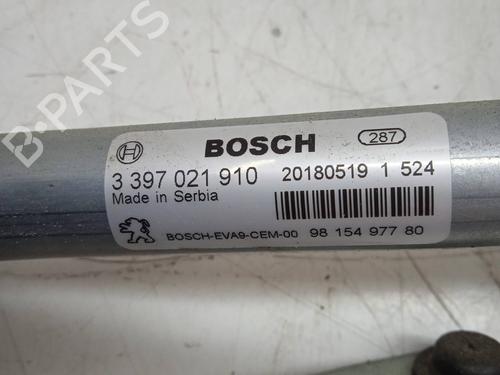 B-PARTS
BOSCH 287
3 397 021 910 20180519 1 524
Made in Serbia
BOSCH-EVA9-CEM-00 98 154 977 80